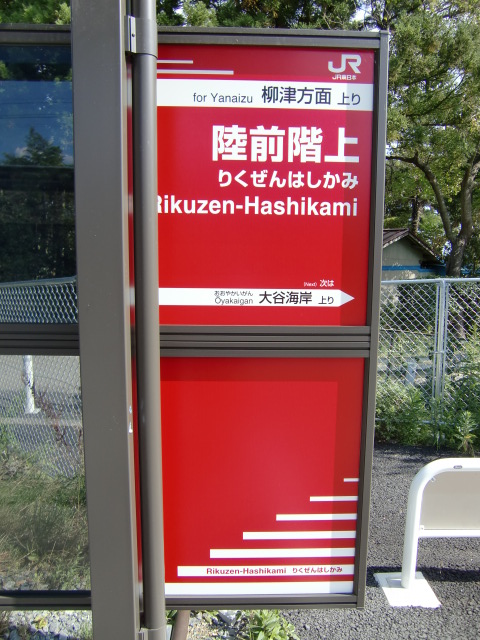 JR
JR東日本
for Yanaizu 柳津方面 上り
陸前階上
りくぜんはしかみ
Rikuzen-Hashikami
(Next) 次は
おおやかいがん
Oyakaigan 大谷海岸 上り
Rikuzen-Hashikami りくぜんはしかみ